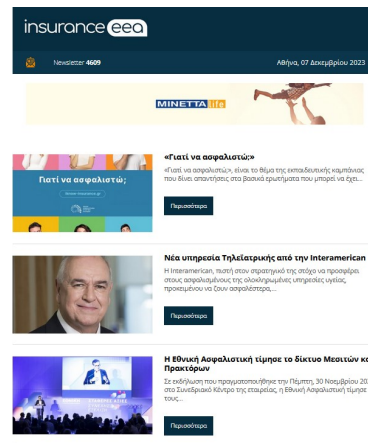 insurance eea
Newsletter 4609
Αθήνα, 07 Δεκεμβρίου 2023
MINETTA life
Γιατί να ασφαλιστώ;
«Γιατί να ασφαλιστώ;»
«Γιατί να ασφαλιστώ;», είναι το θέμα της εκπαιδευτικής καμπάνιας
που δίνει απαντήσεις στα βασικά ερωτήματα που μπορεί να έχει...
Περισσότερα
Νέα υπηρεσία Τηλεϊατρικής από την Interamerican
Η Interamerican, πιστή στον στρατηγικό της στόχο να προσφέρει
στους ασφαλισμένους της ολοκληρωμένες υπηρεσίες υγείας,
προκειμένου να ζουν ασφαλέστερα,...
Περισσότερα
Η Εθνική Ασφαλιστική τίμησε το δίκτυο Μεσιτών κα
Πρακτόρων
Σε εκδήλωση που πραγματοποιήθηκε την Πέμπτη, 30 Νοεμβρίου 20
στο Συνεδριακό Κέντρο της εταιρείας, η Εθνική Ασφαλιστική τίμησε
τους...
Περισσότερα